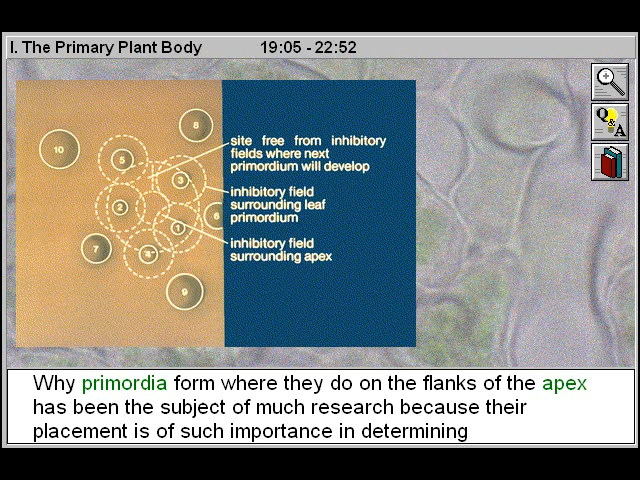 I. The Primary Plant Body 19:05 - 22:52
Q&A
10
8
5
3
2
6
1
7
4
9
site free from inhibitory
fields where next
primordium will develop
inhibitory field
surrounding leaf
primordium
inhibitory field
surrounding apex
Why primordia form where they do on the flanks of the apex
has been the subject of much research because their
placement is of such importance in determining